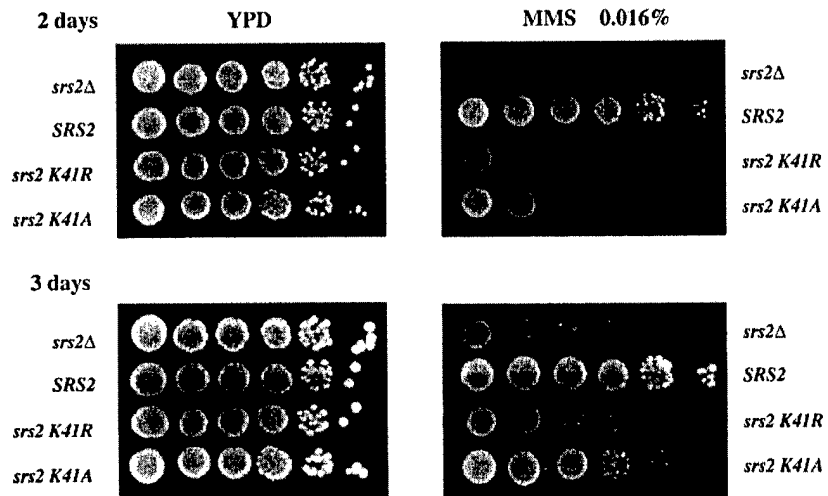 2 days
YPD
MMS 0.016%
srs2Δ
SRS2
srs2 K41R
srs2 K41A
srs2Δ
SRS2
srs2 K41R
srs2 K41A
3 days
srs2Δ
SRS2
srs2 K41R
srs2 K41A
srs2Δ
SRS2
srs2 K41R
srs2 K41A